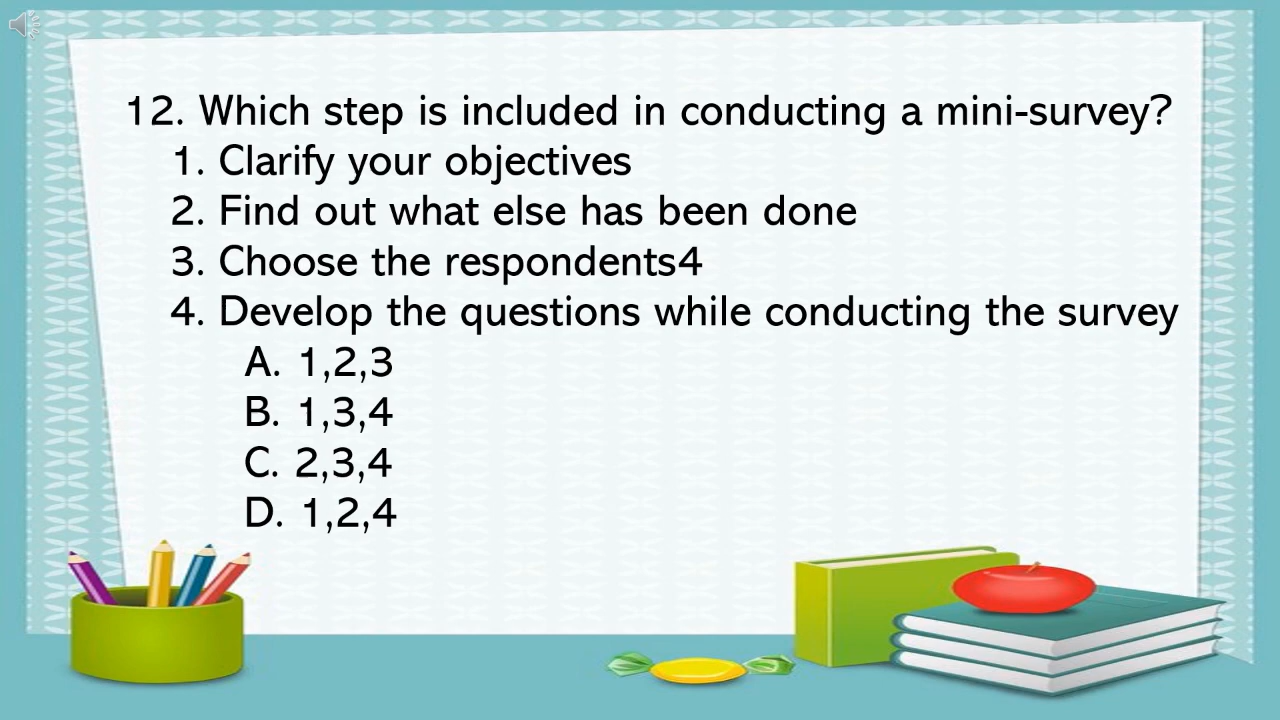 12. Which step is included in conducting a mini-survey?
1. Clarify your objectives
2. Find out what else has been done
3. Choose the respondents4
4. Develop the questions while conducting the survey
A. 1,2,3
B. 1,3,4
C. 2,3,4
D. 1,2,4